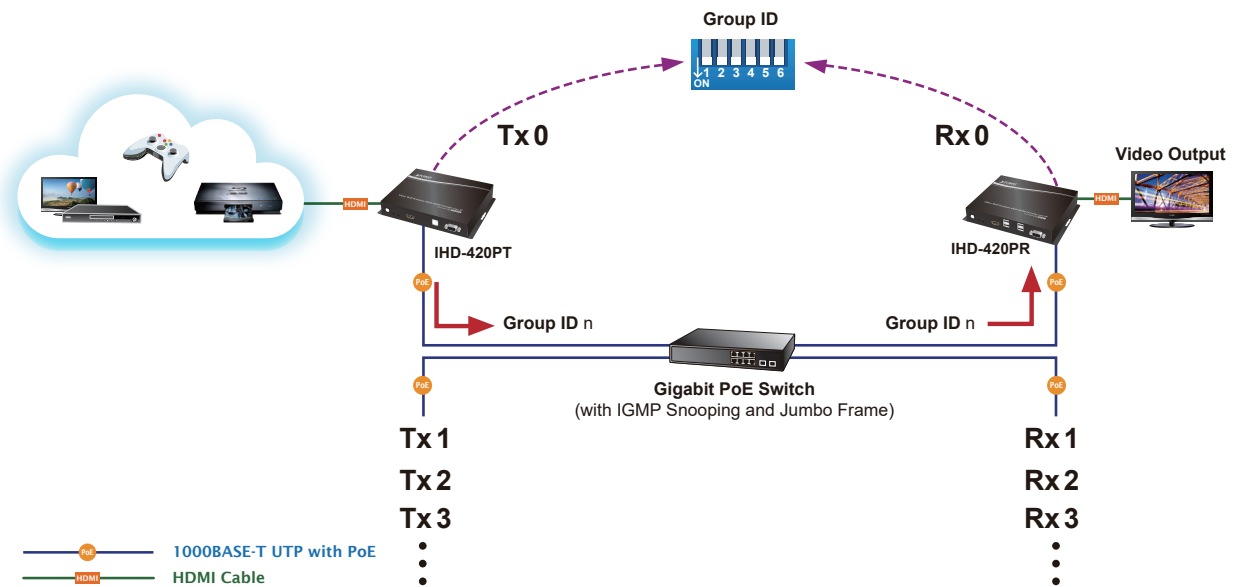 Group ID
1 2 3 4 5 6
ON
Tx 0
Rx 0
Video Output
HDMI
HDMI
IHD-420PT
IHD-420PR
PoE
PoE
Group ID n
Group ID n
PoE
PoE
Gigabit PoE Switch
(with IGMP Snooping and Jumbo Frame)
Tx 1
Rx 1
Tx 2
Rx 2
Tx 3
Rx 3
PoE
1000BASE-T UTP with PoE
HDMI
HDMI Cable